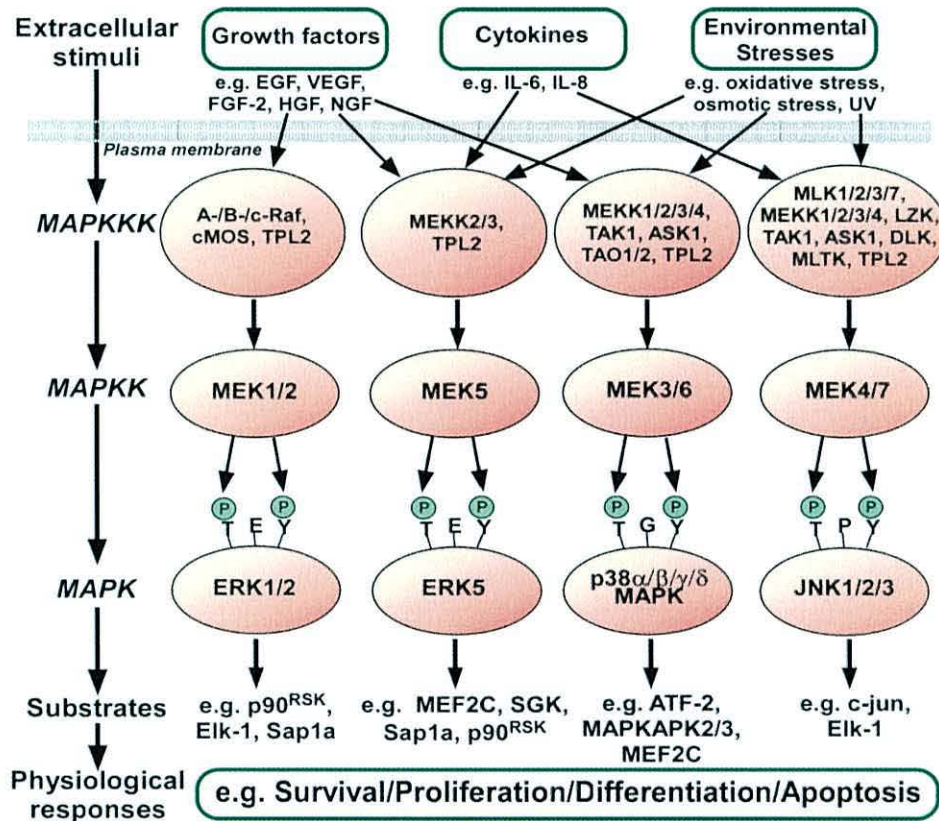 Extracellular
stimuli
Growth factors
Cytokines
Environmental
Stresses
e.g. EGF, VEGF,
FGF-2, HGF, NGF
e.g. IL-6, IL-8
e.g. oxidative stress,
osmotic stress, UV
Plasma membrane
MAPKKK
A-/B-/c-Raf,
cMOS, TPL2
MEKK2/3,
TPL2
MEKK1/2/3/4,
TAK1, ASK1,
TAO1/2, TPL2
MLK1/2/3/7,
MEKK1/2/3/4, LZK,
TAK1, ASK1, DLK,
MLTK, TPL2
MAPKK
MEK1/2
MEK5
MEK3/6
MEK4/7
P P
T E Y
P P
T E Y
P P
T G Y
P P
T P Y
MAPK
ERK1/2
ERK5
p38α/β/γ/δ
MAPK
JNK1/2/3
Substrates
e.g. p90RSK,
Elk-1, Sap1a
e.g. MEF2C, SGK,
Sap1a, p90RSK
e.g. ATF-2,
MAPKAPK2/3,
MEF2C
e.g. c-jun,
Elk-1
Physiological
responses
e.g. Survival/Proliferation/Differentiation/Apoptosis